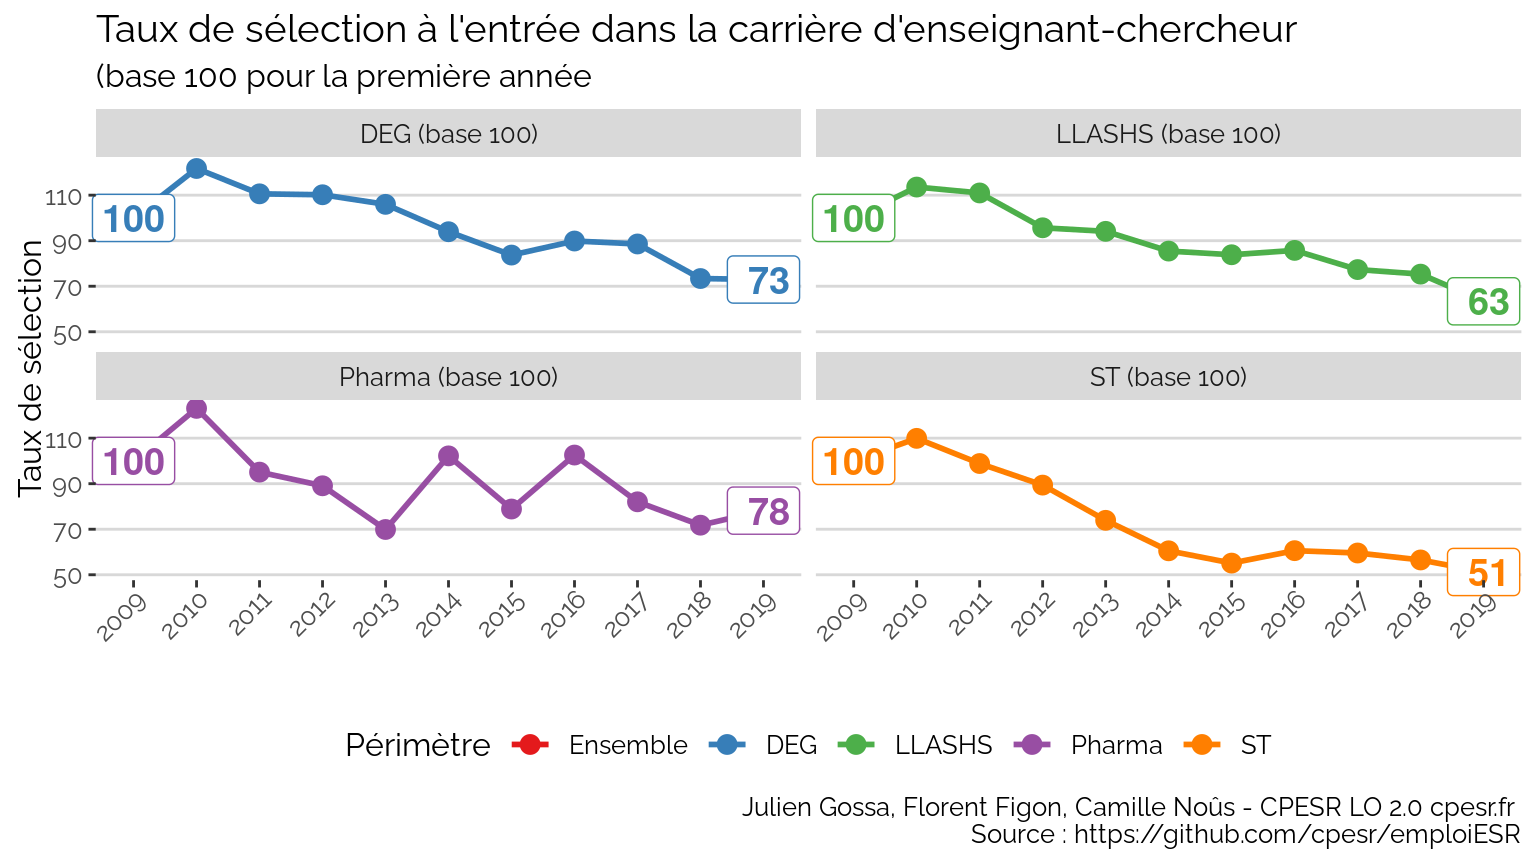 Taux de sélection à l'entrée dans la carrière d'enseignant-chercheur
(base 100 pour la première année
DEG (base 100)
LLASHS (base 100)
110
90
70
50
100
73
100
63
Pharma (base 100)
ST (base 100)
110
90
70
50
100
78
100
51
Taux de sélection
2009 2010 2011 2012 2013 2014 2015 2016 2017 2018 2019
2009 2010 2011 2012 2013 2014 2015 2016 2017 2018 2019
Périmètre Ensemble DEG LLASHS Pharma ST
Julien Gossa, Florent Figon, Camille Noûs - CPESR LO 2.0 cpesr.fr
Source : https://github.com/cpesr/emploiESR